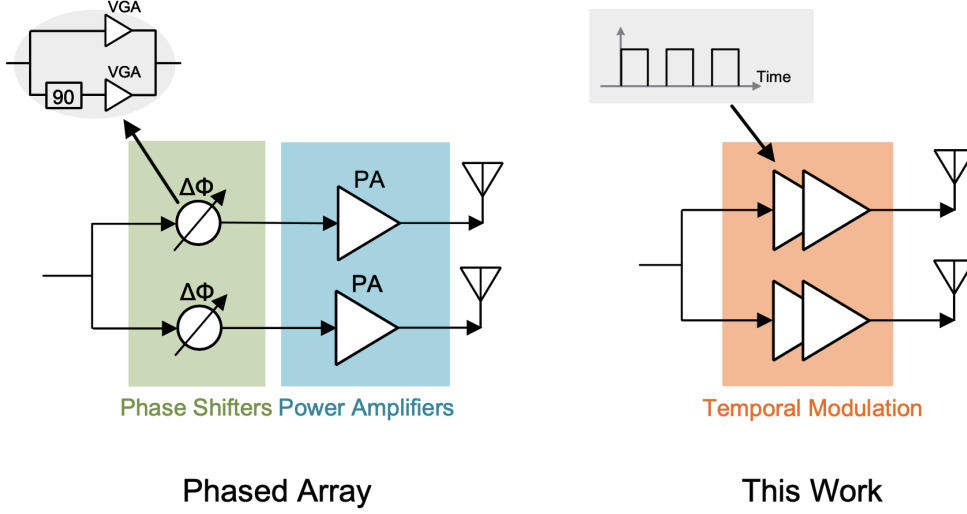 VGA
VGA
90
Time
ΔΦ
PA
ΔΦ
PA
Phase Shifters
Power Amplifiers
Temporal Modulation
Phased Array
This Work